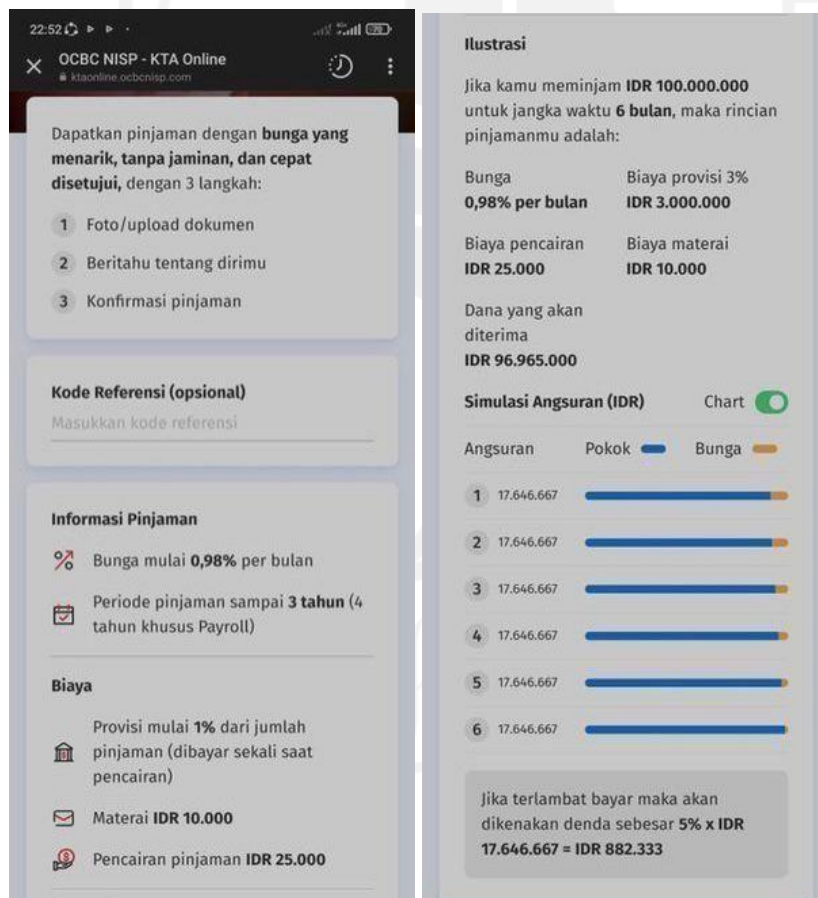 22:52
70
OCBC NISP - KTA Online
ktaonline.ocbcnisp.com
Dapatkan pinjaman dengan bunga yang
menarik, tanpa jaminan, dan cepat
disetujui, dengan 3 langkah:
1 Foto/upload dokumen
2 Beritahu tentang dirimu
3 Konfirmasi pinjaman
Kode Referensi (opsional)
Masukkan kode referensi
Informasi Pinjaman
Bunga mulai 0,98% per bulan
Periode pinjaman sampai 3 tahun (4
tahun khusus Payroll)
Biaya
Provisi mulai 1% dari jumlah
pinjaman (dibayar sekali saat
pencairan)
Materai IDR 10.000
Pencairan pinjaman IDR 25.000
Ilustrasi
Jika kamu meminjam IDR 100.000.000
untuk jangka waktu 6 bulan, maka rincian
pinjamanmu adalah:
Bunga Biaya provisi 3%
0,98% per bulan IDR 3.000.000
Biaya pencairan Biaya materai
IDR 25.000 IDR 10.000
Dana yang akan
diterima
IDR 96.965.000
Simulasi Angsuran (IDR) Chart
Angsuran Pokok Bunga
1 17.646.667
2 17.646.667
3 17.646.667
4 17.646.667
5 17.646.667
6 17.646.667
Jika terlambat bayar maka akan
dikenakan denda sebesar 5% x IDR
17.646.667 = IDR 882.333